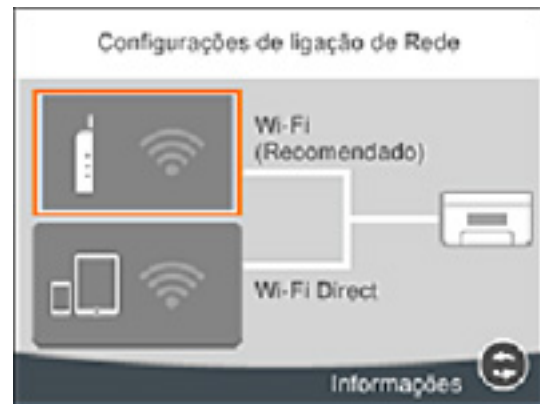 Configurações de ligação de Rede
Wi-Fi
(Recomendado)
Wi-Fi Direct
Informações